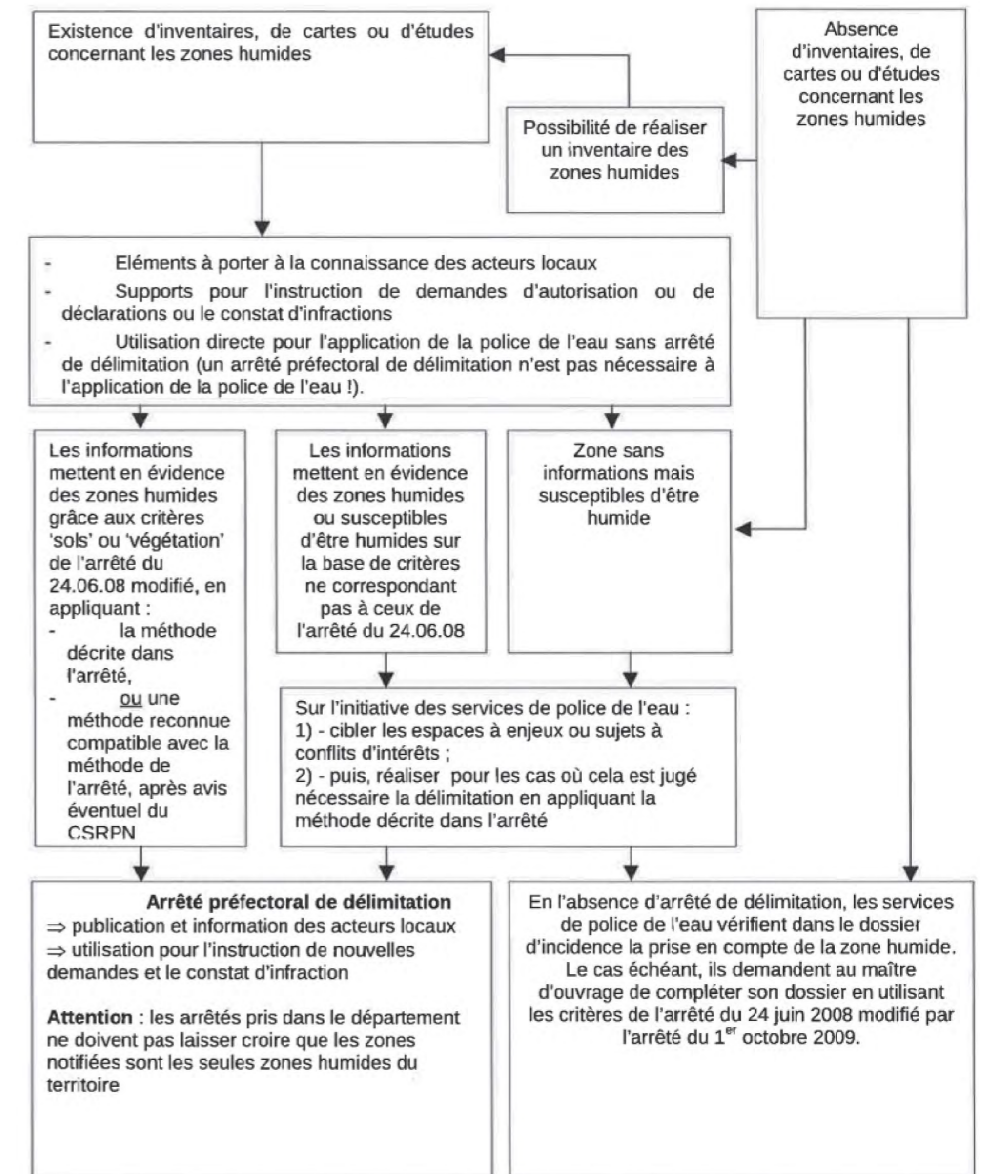 Existence d'inventaires, de cartes ou d'études
concernant les zones humides
Absence
d'inventaires, de
cartes ou d'études
concernant les
zones humides
Possibilité de réaliser
un inventaire des
zones humides
- Eléments à porter à la connaissance des acteurs locaux
- Supports pour l'instruction de demandes d'autorisation ou de
déclarations ou le constat d'infractions
- Utilisation directe pour l'application de la police de l'eau sans arrêté
de délimitation (un arrêté préfectoral de délimitation n'est pas nécessaire à
l'application de la police de l'eau !).
Les informations
mettent en évidence
des zones humides
grâce aux critères
'sols' ou 'végétation'
de l'arrêté du
24.06.08 modifié, en
appliquant :
- la méthode
décrite dans
l'arrêté,
- ou une
méthode reconnue
compatible avec la
méthode de
l'arrêté, après avis
éventuel du
CSRPN
Les informations
mettent en évidence
des zones humides
ou susceptibles
d'être humides sur
la base de critères
ne correspondant
pas à ceux de
l'arrêté du 24.06.08
Zone sans
informations mais
susceptibles d'être
humide
Sur l'initiative des services de police de l'eau :
1) - cibler les espaces à enjeux ou sujets à
conflits d'intérêts ;
2) - puis, réaliser pour les cas où cela est jugé
nécessaire la délimitation en appliquant la
méthode décrite dans l'arrêté
Arrêté préfectoral de délimitation
⇒ publication et information des acteurs locaux
⇒ utilisation pour l'instruction de nouvelles
demandes et le constat d'infraction
Attention : les arrêtés pris dans le département
ne doivent pas laisser croire que les zones
notifiées sont les seules zones humides du
territoire
En l'absence d'arrêté de délimitation, les services
de police de l'eau vérifient dans le dossier
d'incidence la prise en compte de la zone humide.
Le cas échéant, ils demandent au maître
d'ouvrage de compléter son dossier en utilisant
les critères de l'arrêté du 24 juin 2008 modifié par
l'arrêté du 1er octobre 2009.